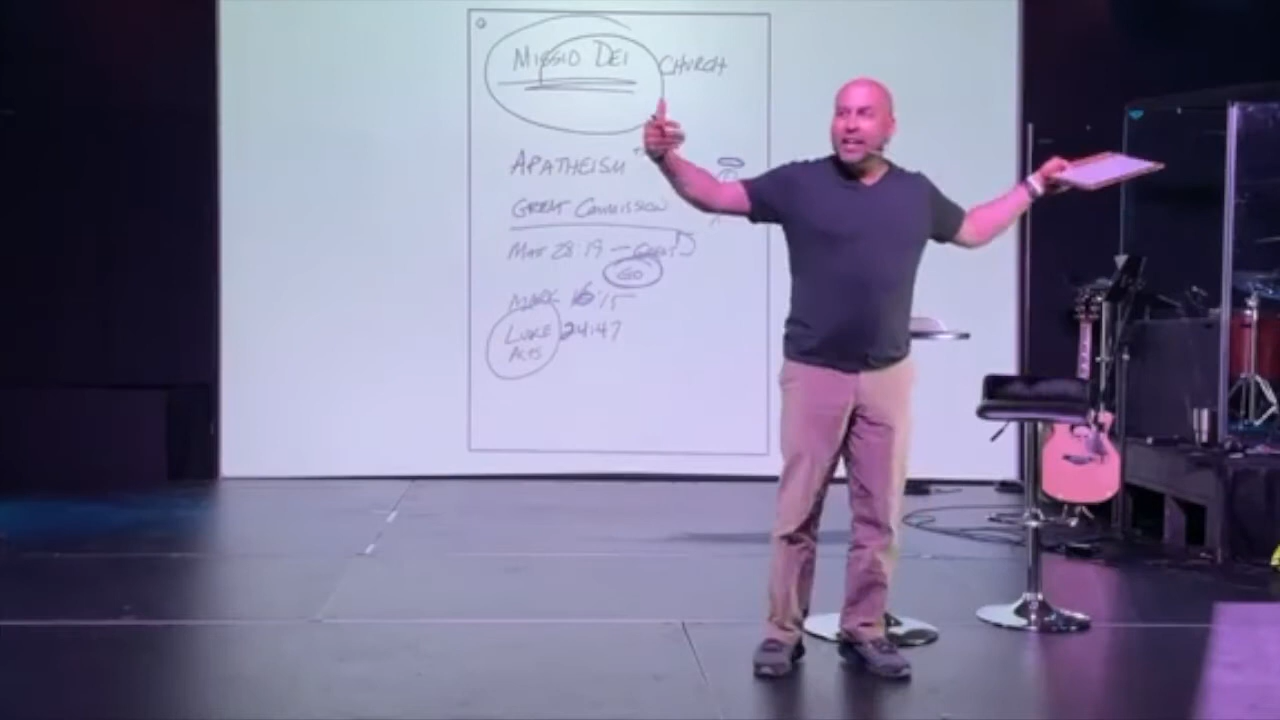 MISSIO DEI CHURCH
APATHEISM
GREAT COMMISSION
MAT 28:19 —
GO
MARK 16:15
LUKE 24:47
ACTS